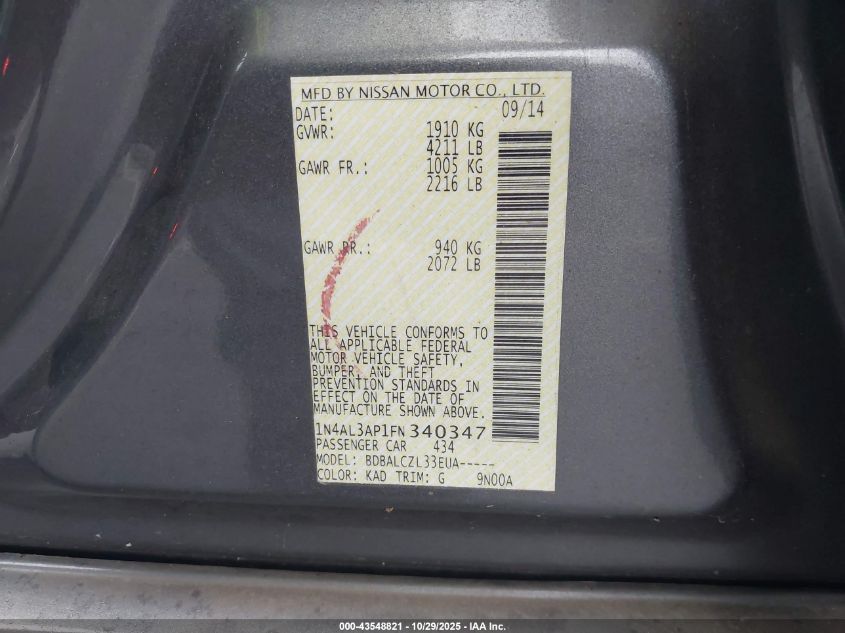 MFD BY NISSAN MOTOR CO., LTD.
DATE: 09/14
GVWR: 1910 KG
4211 LB
GAWR FR.: 1005 KG
2216 LB
GAWR RR.: 940 KG
2072 LB
THIS VEHICLE CONFORMS TO
ALL APPLICABLE FEDERAL
MOTOR VEHICLE SAFETY,
BUMPER, AND THEFT
PREVENTION STANDARDS IN
EFFECT ON THE DATE OF
MANUFACTURE SHOWN ABOVE.
1N4AL3AP1FN340347
PASSENGER CAR 434
MODEL: BDBALCZL33EUA-----
COLOR: KAD TRIM: G 9N00A
000-43548821 - 10/29/2025 - IAA Inc.